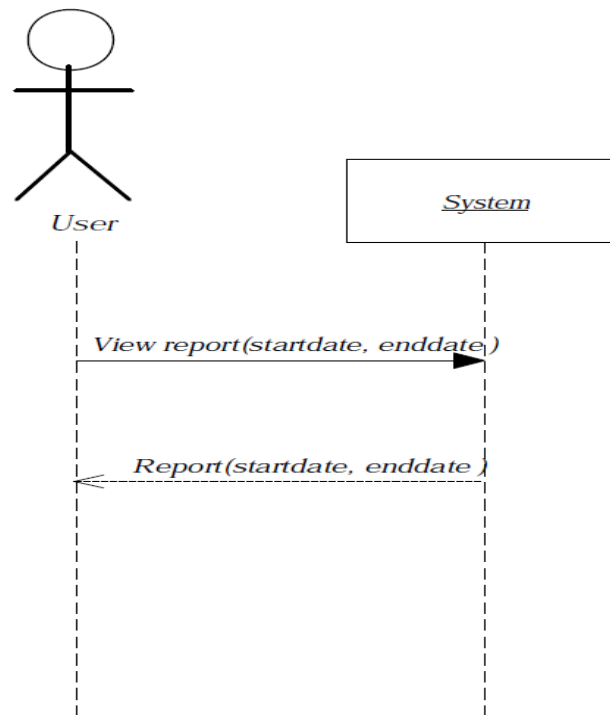 User
System
View report(startdate, enddate )
Report(startdate, enddate )